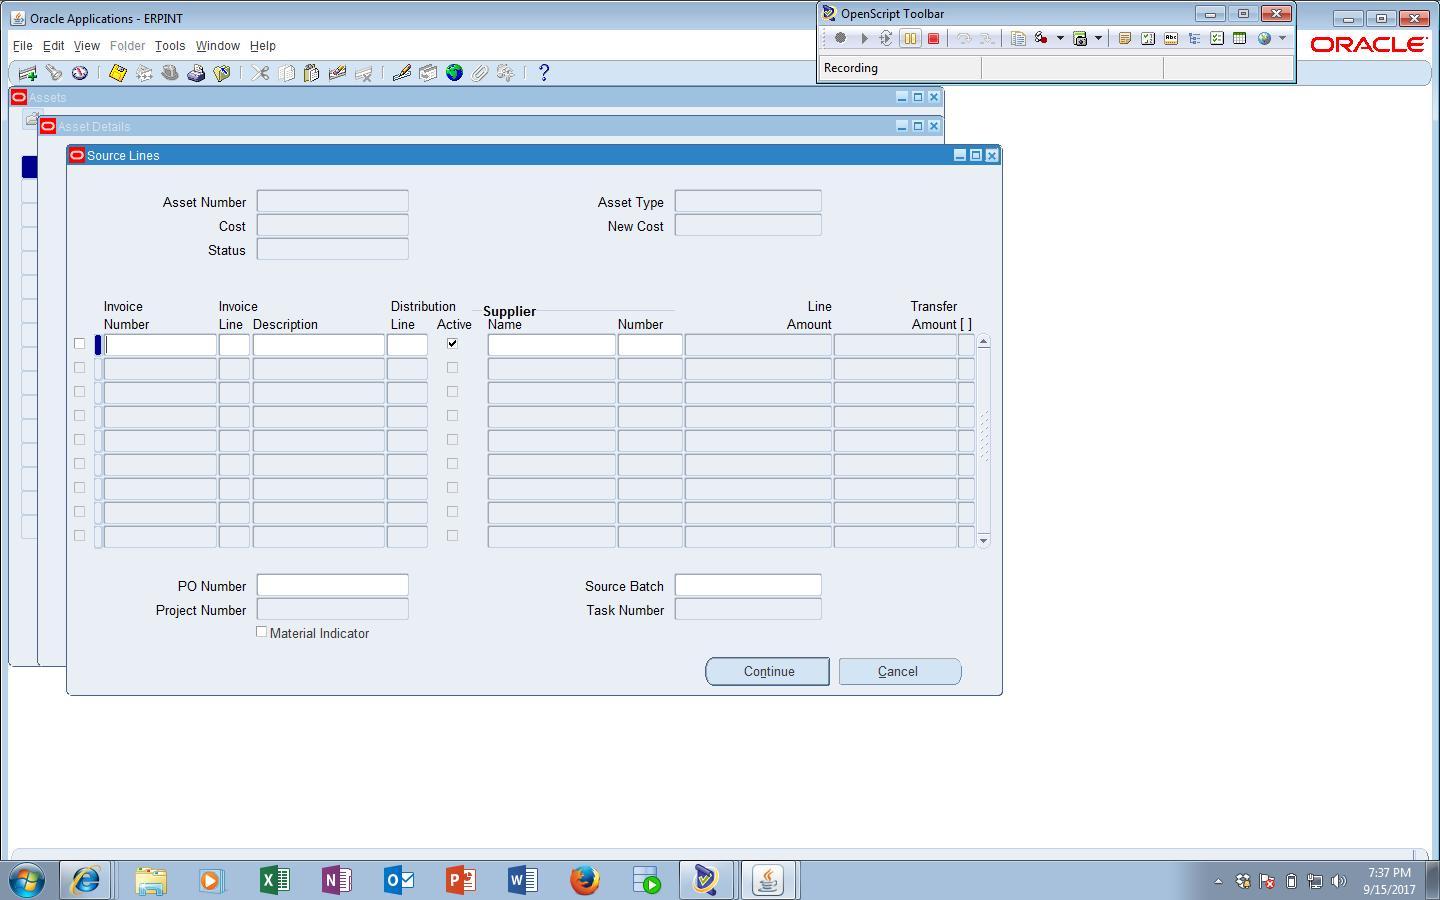 Oracle Applications - ERPINT
OpenScript Toolbar
File Edit View Folder Tools Window Help
ORACLE
Recording
Assets
Asset Details
Source Lines
Asset Number
Asset Type
Cost
New Cost
Status
Invoice Invoice Distribution Supplier Line Transfer
Number Line Description Line Active Name Number Amount Amount [ ]
PO Number
Source Batch
Project Number
Task Number
Material Indicator
Continue Cancel
7:37 PM
9/15/2017